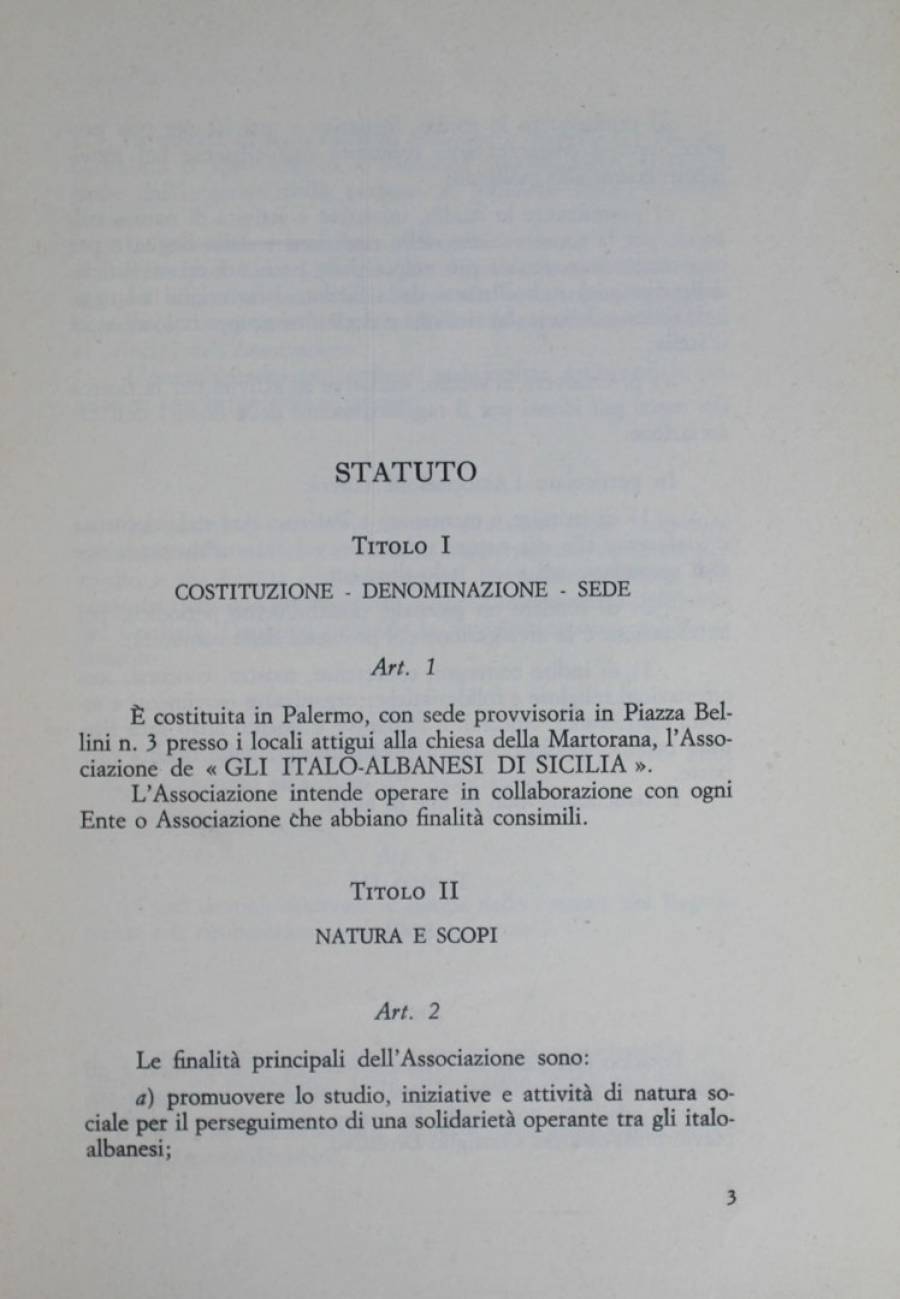 STATUTO
TITOLO I
COSTITUZIONE - DENOMINAZIONE - SEDE
Art. 1
È costituita in Palermo, con sede provvisoria in Piazza Bel-
lini n. 3 presso i locali attigui alla chiesa della Martorana, l'Asso-
ciazione de « GLI ITALO-ALBANESI DI SICILIA ».
L'Associazione intende operare in collaborazione con ogni
Ente o Associazione che abbiano finalità consimili.
TITOLO II
NATURA E SCOPI
Art. 2
Le finalità principali dell'Associazione sono:
a) promuovere lo studio, iniziative e attività di natura so-
ciale per il perseguimento di una solidarietà operante tra gli italo-
albanesi;
3